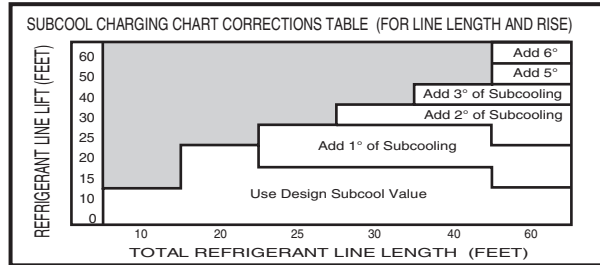 SUBCOOL CHARGING CHART CORRECTIONS TABLE (FOR LINE LENGTH AND RISE)
REFRIGERANT LINE LIFT (FEET)
60
50
40
30
25
20
15
10
0
Add 6°
Add 5°
Add 3° of Subcooling
Add 2° of Subcooling
Add 1° of Subcooling
Use Design Subcool Value
10 20 25 30 40 60
TOTAL REFRIGERANT LINE LENGTH (FEET)